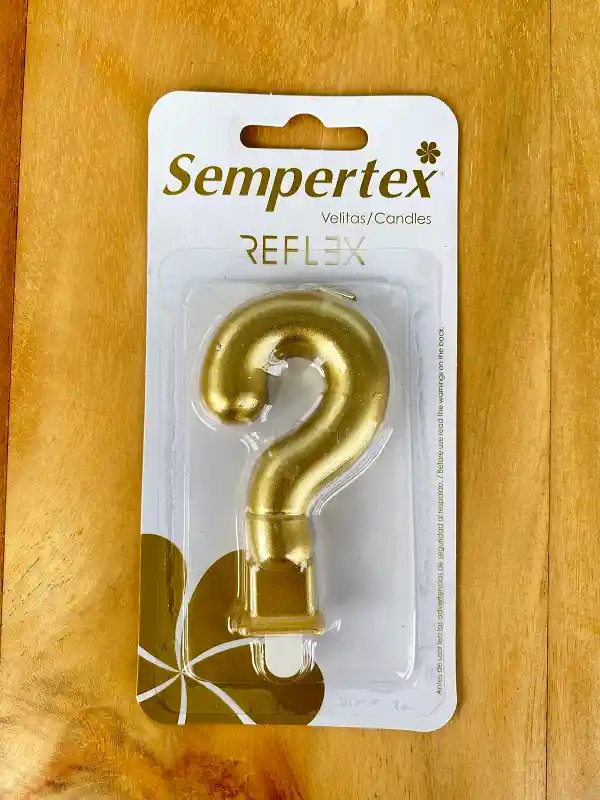 Sempertex
Velitas/Candles
REFLEX
Antes de usar lea las advertencias de seguridad al respaldo. / Before use read the warnings on the back.